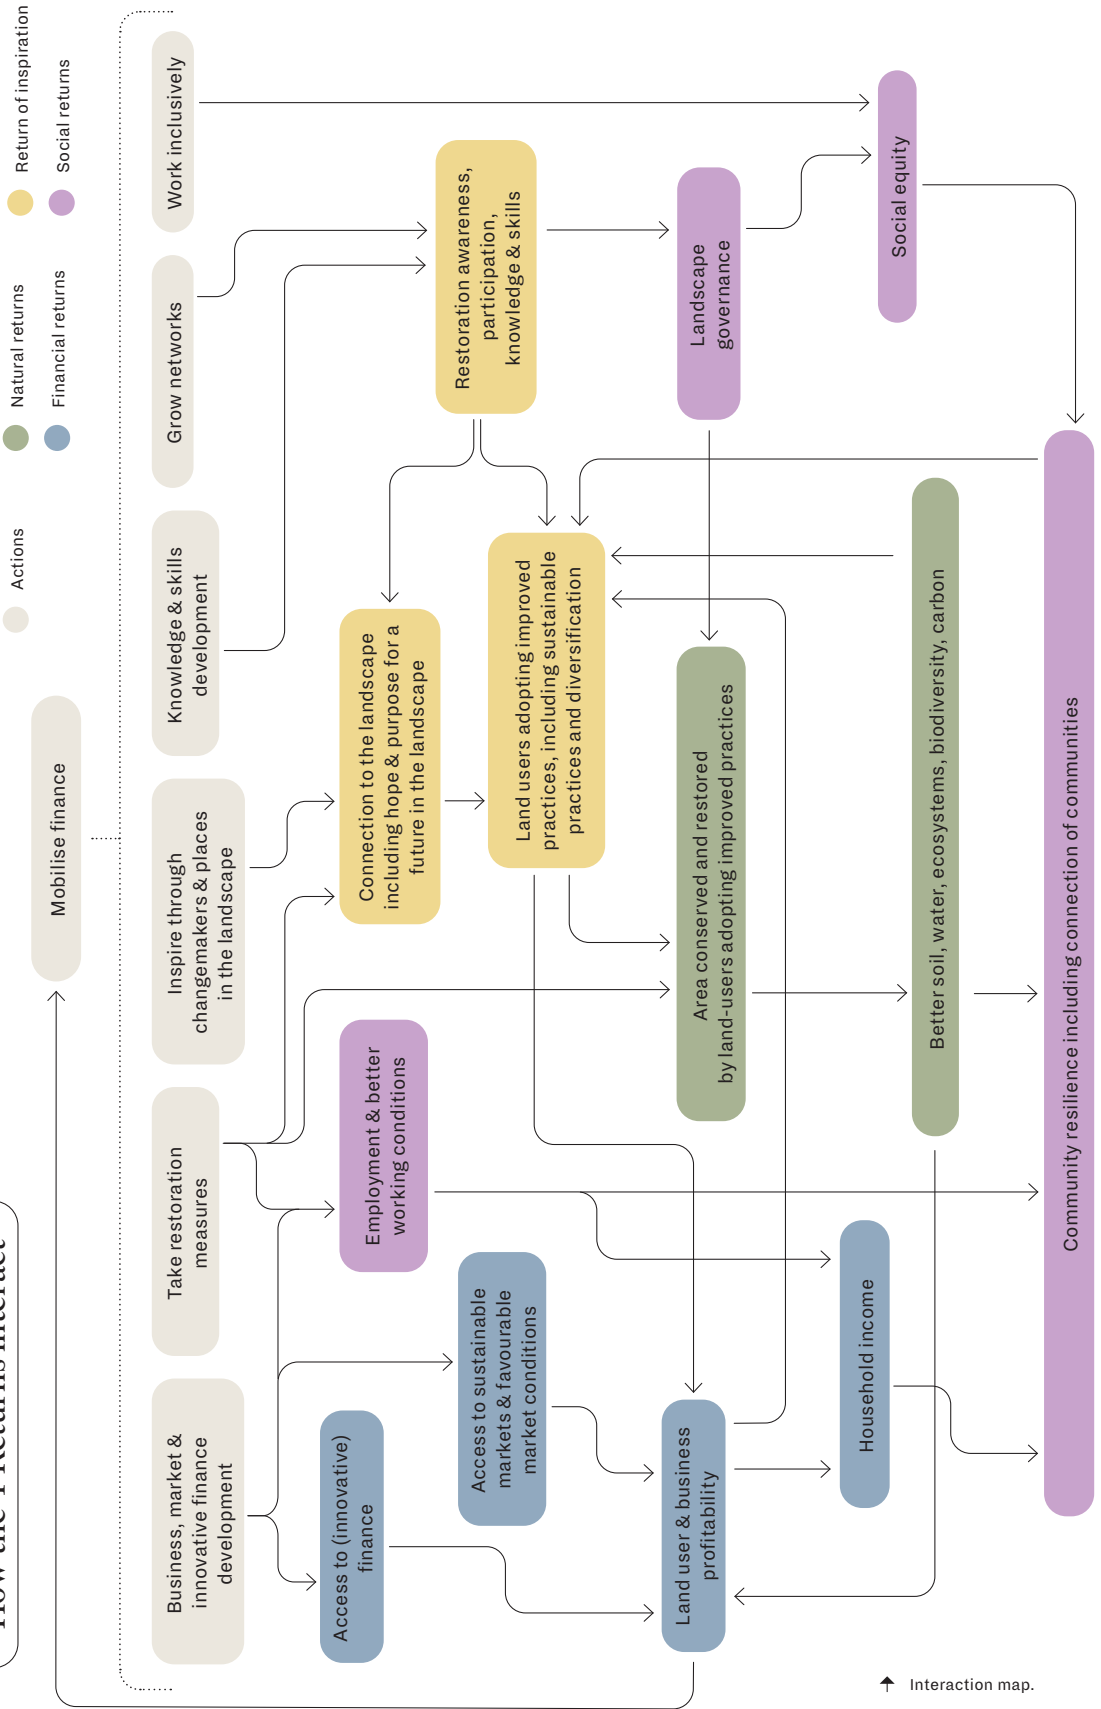 How the 4 Returns interact
Actions
Natural returns
Financial returns
Return of inspiration
Social returns
Mobilise finance
Business, market &
innovative finance
development
Take restoration
measures
Inspire through
changemakers & places
in the landscape
Knowledge & skills
development
Grow networks
Work inclusively
Access to (innovative)
finance
Employment & better
working conditions
Connection to the landscape
including hope & purpose for a
future in the landscape
Restoration awareness,
participation,
knowledge & skills
Access to sustainable
markets & favourable
market conditions
Land users adopting improved
practices, including sustainable
practices and diversification
Land user & business
profitability
Area conserved and restored
by land-users adopting improved practices
Landscape
governance
Household income
Social equity
Better soil, water, ecosystems, biodiversity, carbon
Community resilience including connection of communities
Interaction map.